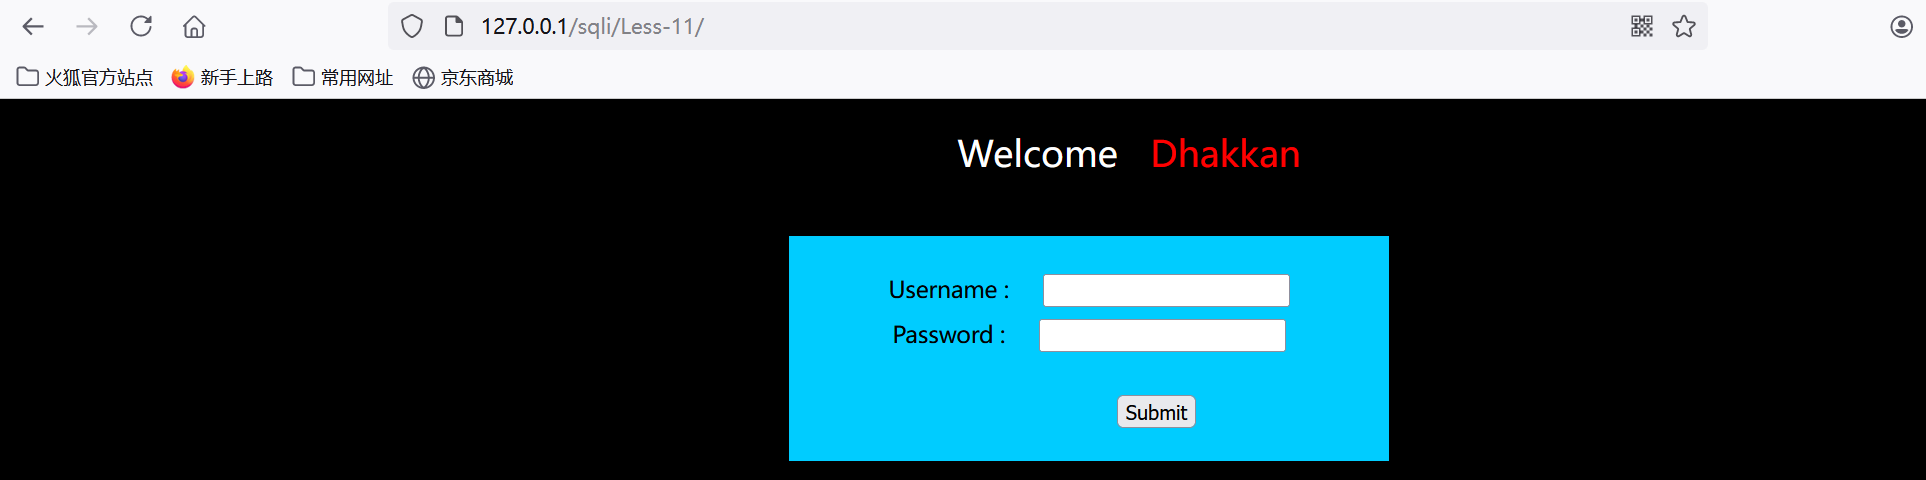 127.0.0.1/sqli/Less-11/
火狐官方站点 新手上路 常用网址 京东商城
Welcome Dhakkan
Username :
Password :
Submit